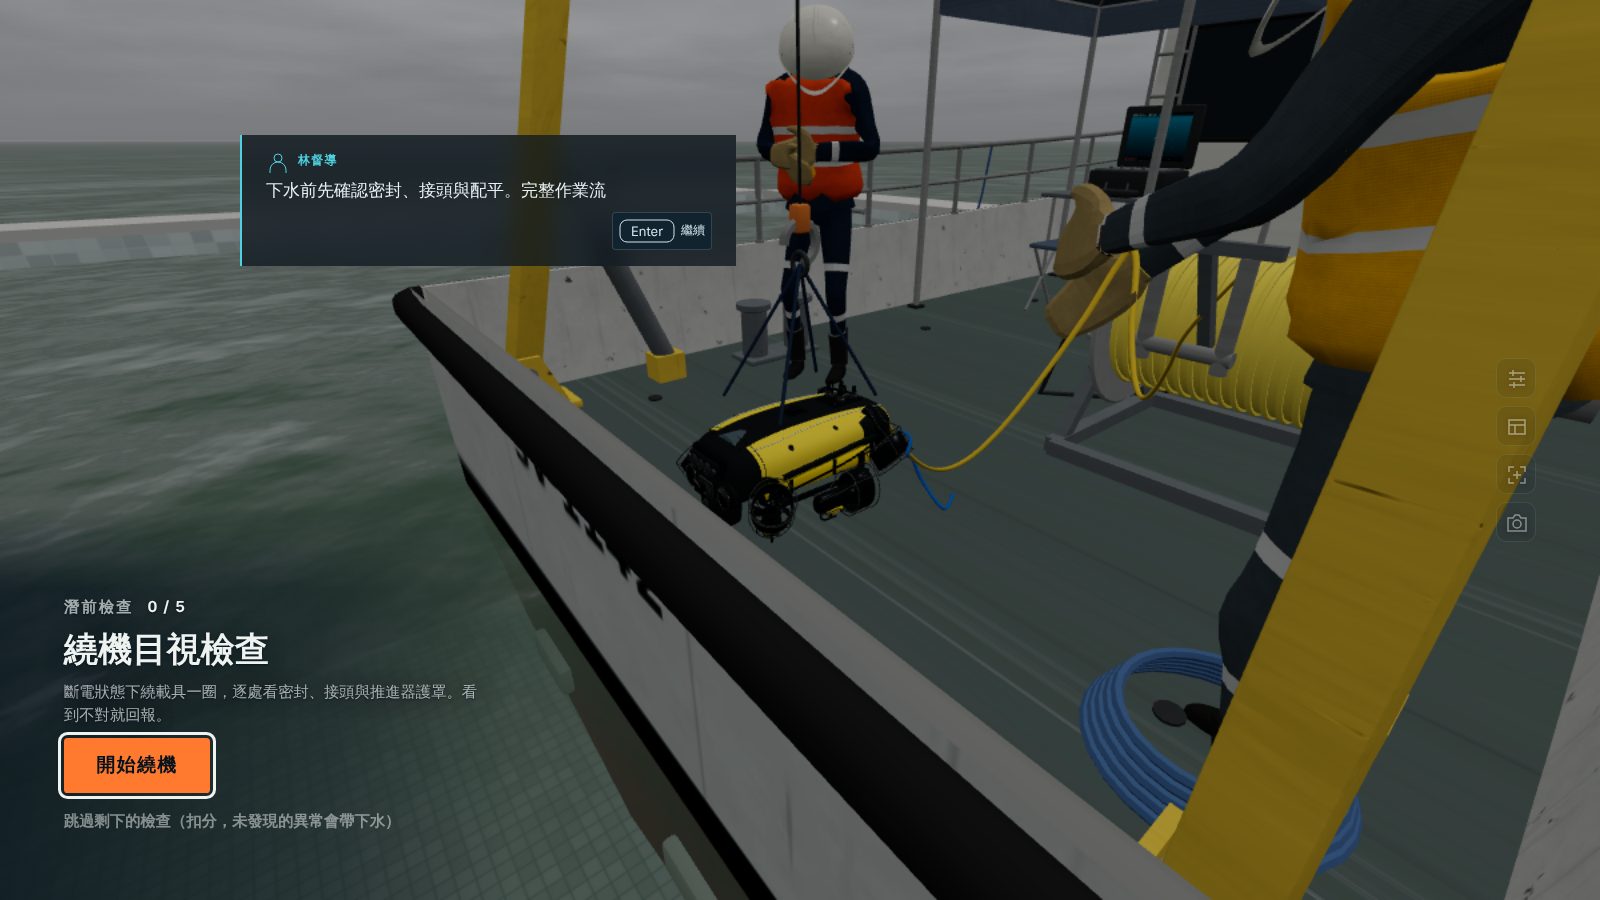 林督導
下水前先確認密封、接頭與配平。完整作業流
Enter 繼續
潛前檢查 0 / 5
繞機目視檢查
斷電狀態下繞載具一圈，逐處看密封、接頭與推進器護罩。看
到不對就回報。
開始繞機
跳過剩下的檢查（扣分，未發現的異常會帶下水）